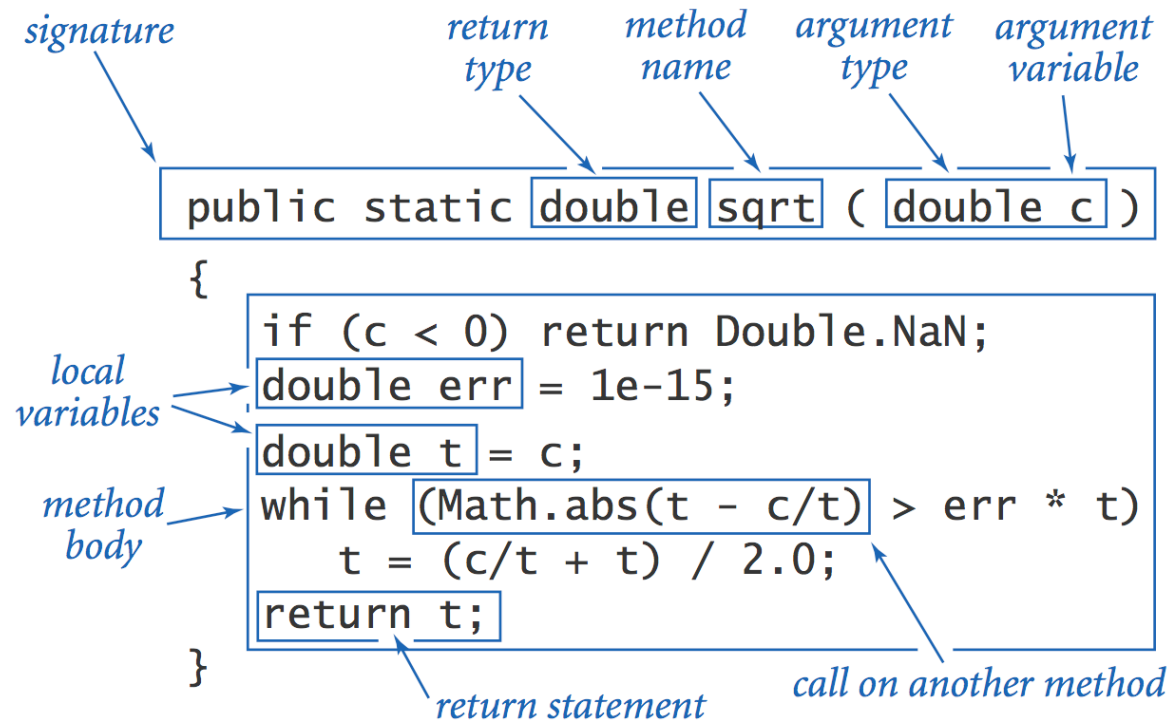 signature
return
type
method
name
argument
type
argument
variable
public static double sqrt ( double c )
{
if (c < 0) return Double.NaN;
double err = 1e-15;
local
variables
double t = c;
method
body
while (Math.abs(t - c/t) > err * t)
t = (c/t + t) / 2.0;
return t;
}
return statement
call on another method